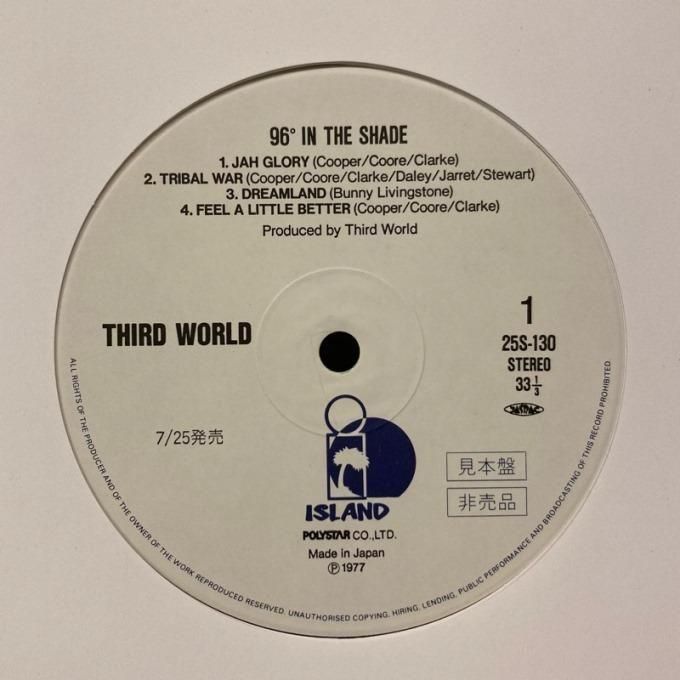 96° IN THE SHADE
1. JAH GLORY (Cooper/Coore/Clarke)
2. TRIBAL WAR (Cooper/Coore/Clarke/Daley/Jarret/Stewart)
3. DREAMLAND (Bunny Livingstone)
4. FEEL A LITTLE BETTER (Cooper/Coore/Clarke)
Produced by Third World
THIRD WORLD
1
25S-130
STEREO
33 1/3
JASRAC
7/25発売
見本盤
非売品
ISLAND
POLYSTAR CO.,LTD.
Made in Japan
Ⓟ1977
ALL RIGHTS OF THE PRODUCER AND OF THE OWNER OF THE WORK REPRODUCED RESERVED. UNAUTHORISED COPYING, HIRING, LENDING, PUBLIC PERFORMANCE AND BROADCASTING OF THIS RECORD PROHIBITED